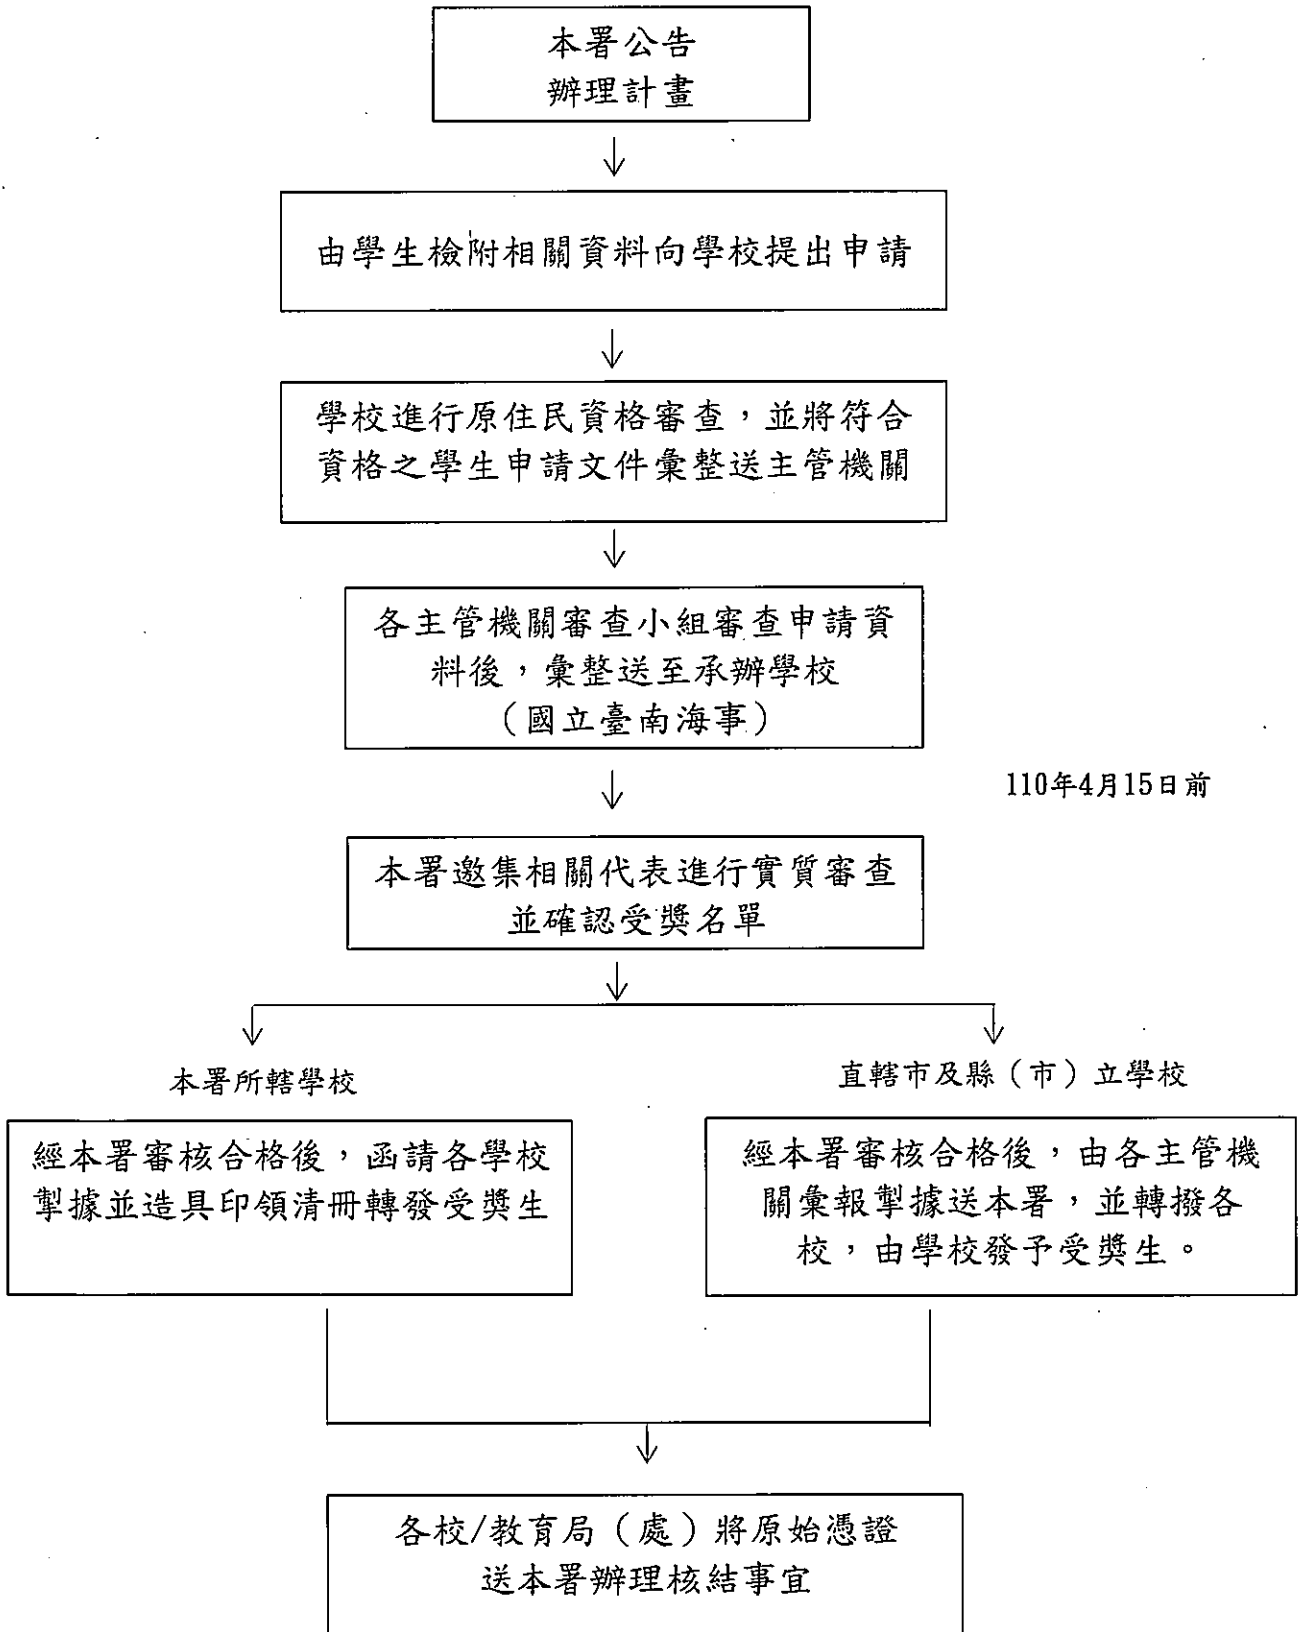 本署公告
辦理計畫
由學生檢附相關資料向學校提出申請
學校進行原住民資格審查，並將符合
資格之學生申請文件彙整送主管機關
各主管機關審查小組審查申請資
料後，彙整送至承辦學校
（國立臺南海事）
110年4月15日前
本署邀集相關代表進行實質審查
並確認受獎名單
本署所轄學校
經本署審核合格後，函請各學校
掣據並造具印領清冊轉發受獎生
直轄市及縣（市）立學校
經本署審核合格後，由各主管機
關彙報掣據送本署，並轉撥各
校，由學校發予受獎生。
各校/教育局（處）將原始憑證
送本署辦理核結事宜